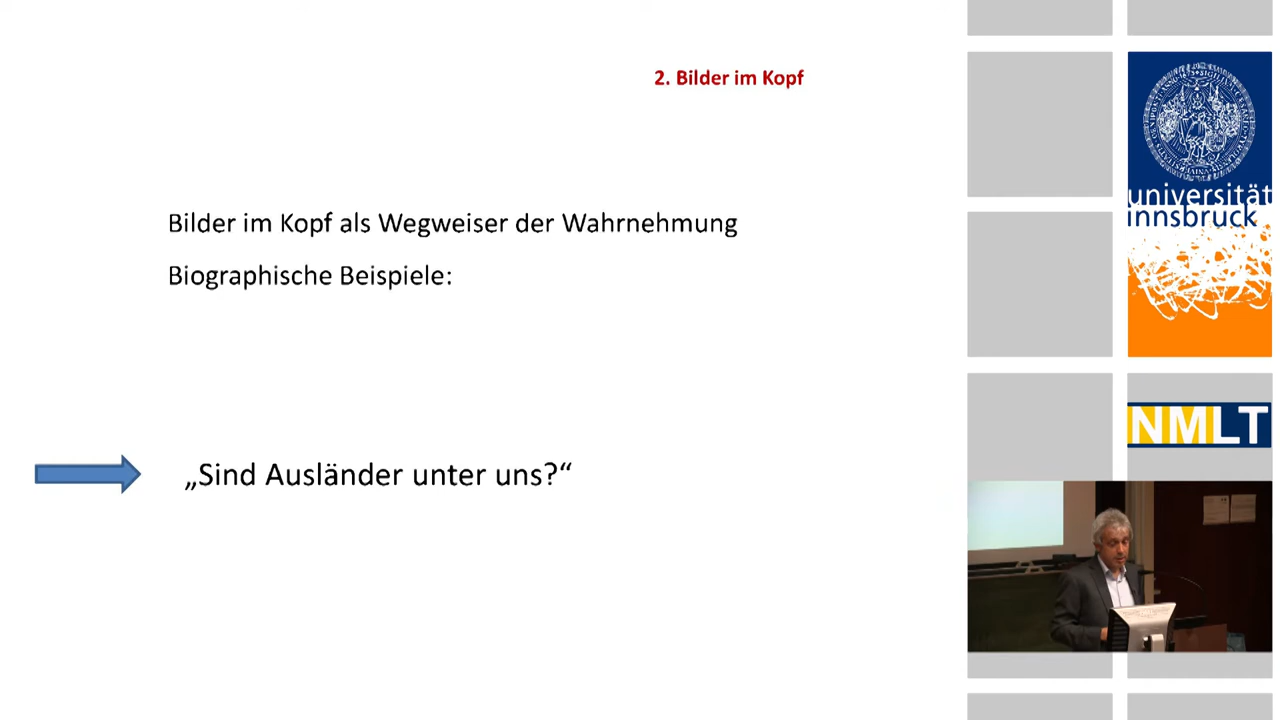 2. Bilder im Kopf
Bilder im Kopf als Wegweiser der Wahrnehmung
Biographische Beispiele:
„Sind Ausländer unter uns?“
universität
innsbruck
NMLT